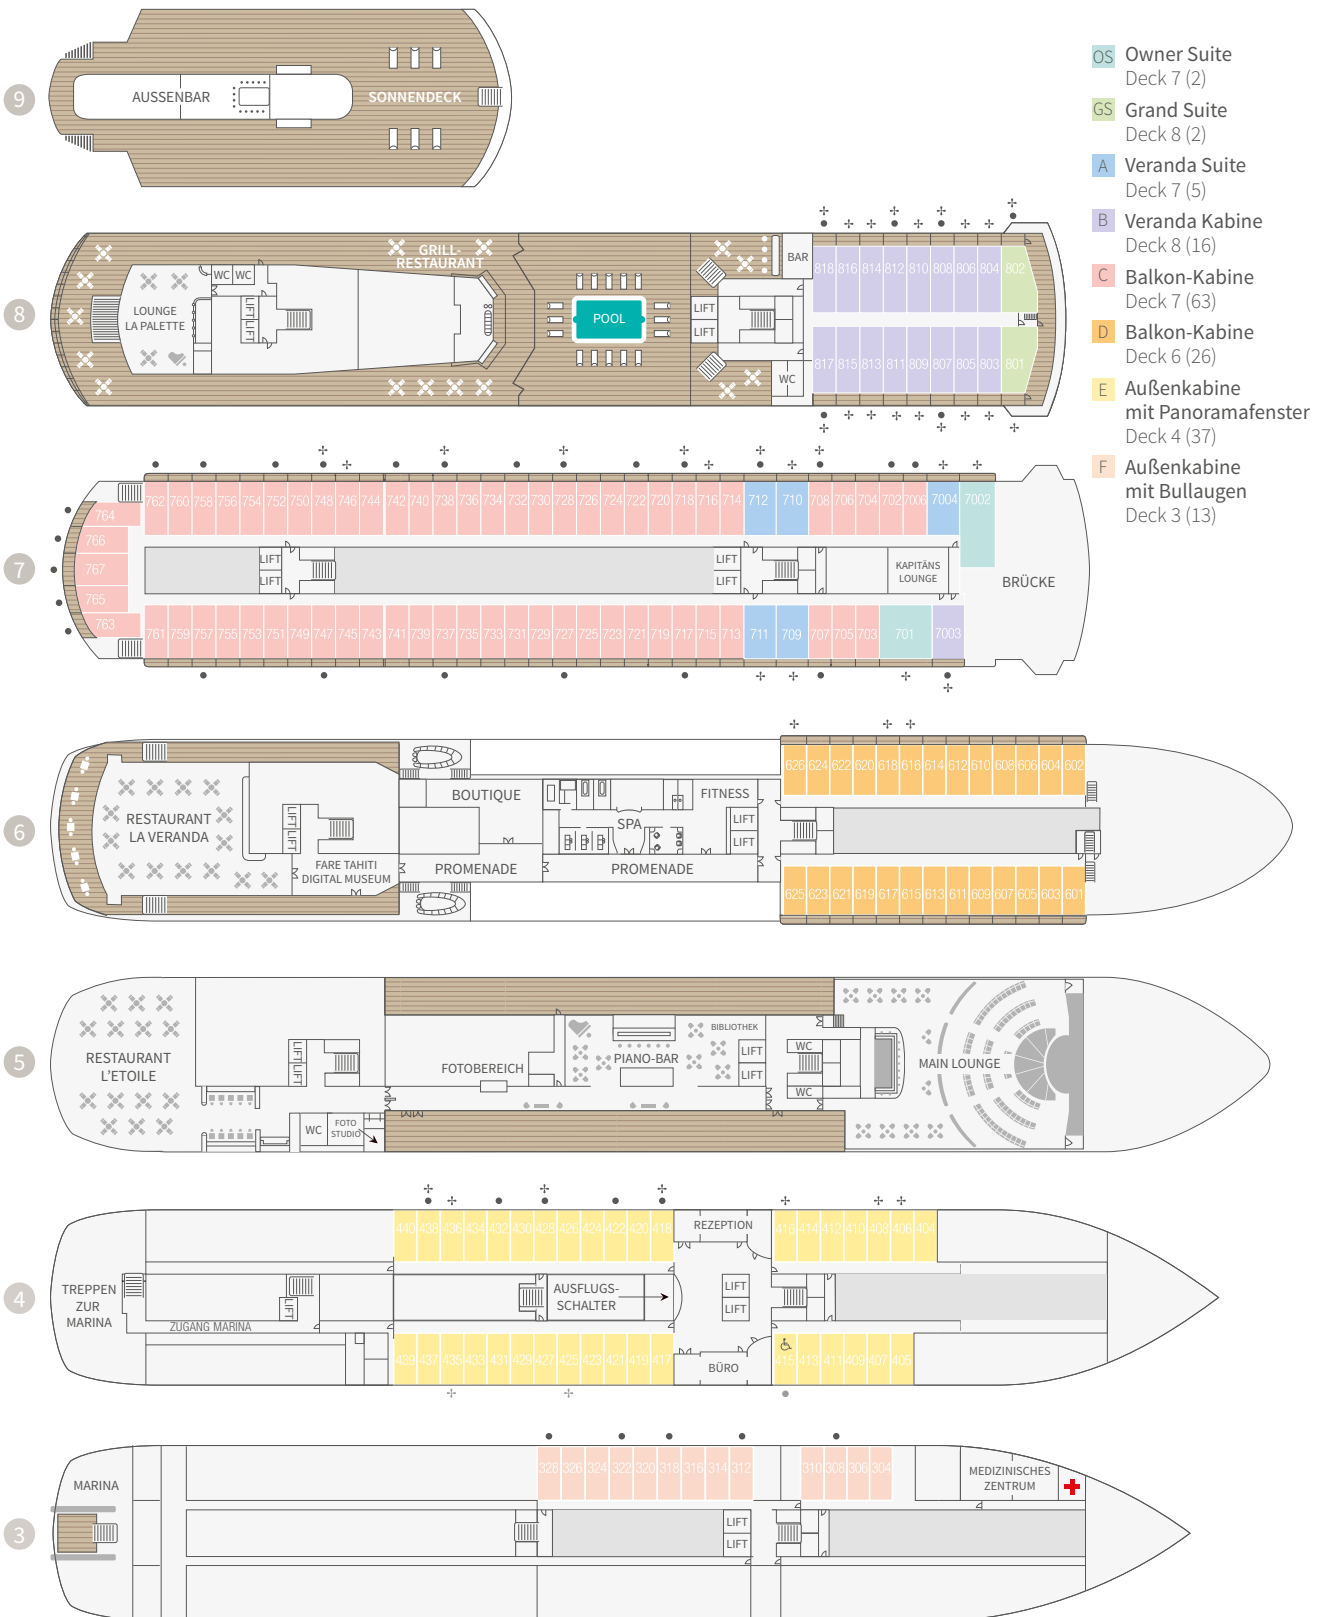 OS Owner Suite
Deck 7 (2)
GS Grand Suite
Deck 8 (2)
A Veranda Suite
Deck 7 (5)
B Veranda Kabine
Deck 8 (16)
C Balkon-Kabine
Deck 7 (63)
D Balkon-Kabine
Deck 6 (26)
E Außenkabine
mit Panoramafenster
Deck 4 (37)
F Außenkabine
mit Bullaugen
Deck 3 (13)
9
AUSSENBAR
SONNENDECK
8
GRILL-
RESTAURANT
WC WC
LOUNGE
LA PALETTE
LIFT
LIFT
POOL
LIFT
LIFT
BAR
WC
818 816 814 812 810 808 806 804 802
817 815 813 811 809 807 805 803 801
7
762 760 758 756 754 752 750 748 746 744 742 740 738 736 734 732 730 728 726 724 722 720 718 716 714 712 710 708 706 704 702 7006 7004 7002
764
766
767
765
763
LIFT
LIFT
LIFT
LIFT
KAPITÄNS
LOUNGE
BRÜCKE
761 759 757 755 753 751 749 747 745 743 741 739 737 735 733 731 729 727 725 723 721 719 717 715 713 711 709 707 705 703 701 7003
6
626 624 622 620 618 616 614 612 610 608 606 604 602
RESTAURANT
LA VERANDA
LIFT
LIFT
FARE TAHITI
DIGITAL MUSEUM
BOUTIQUE
PROMENADE
SPA
FITNESS
LIFT
LIFT
PROMENADE
625 623 621 619 617 615 613 611 609 607 605 603 601
5
RESTAURANT
L'ETOILE
LIFT
LIFT
WC
FOTO
STUDIO
FOTOBEREICH
PIANO-BAR
BIBLIOTHEK
LIFT
LIFT
WC
WC
MAIN LOUNGE
4
440 438 436 434 432 430 428 426 424 422 420 418
REZEPTION
416 414 412 410 408 406 404
TREPPEN
ZUR
MARINA
ZUGANG MARINA
LIFT
AUSFLUGS-
SCHALTER
LIFT
LIFT
439 437 435 433 431 429 427 425 423 421 419 417
BÜRO
415 413 411 409 407 405
3
MARINA
328 326 324 322 320 318 316 314 312
310 308 306 304
MEDIZINISCHES
ZENTRUM
LIFT
LIFT